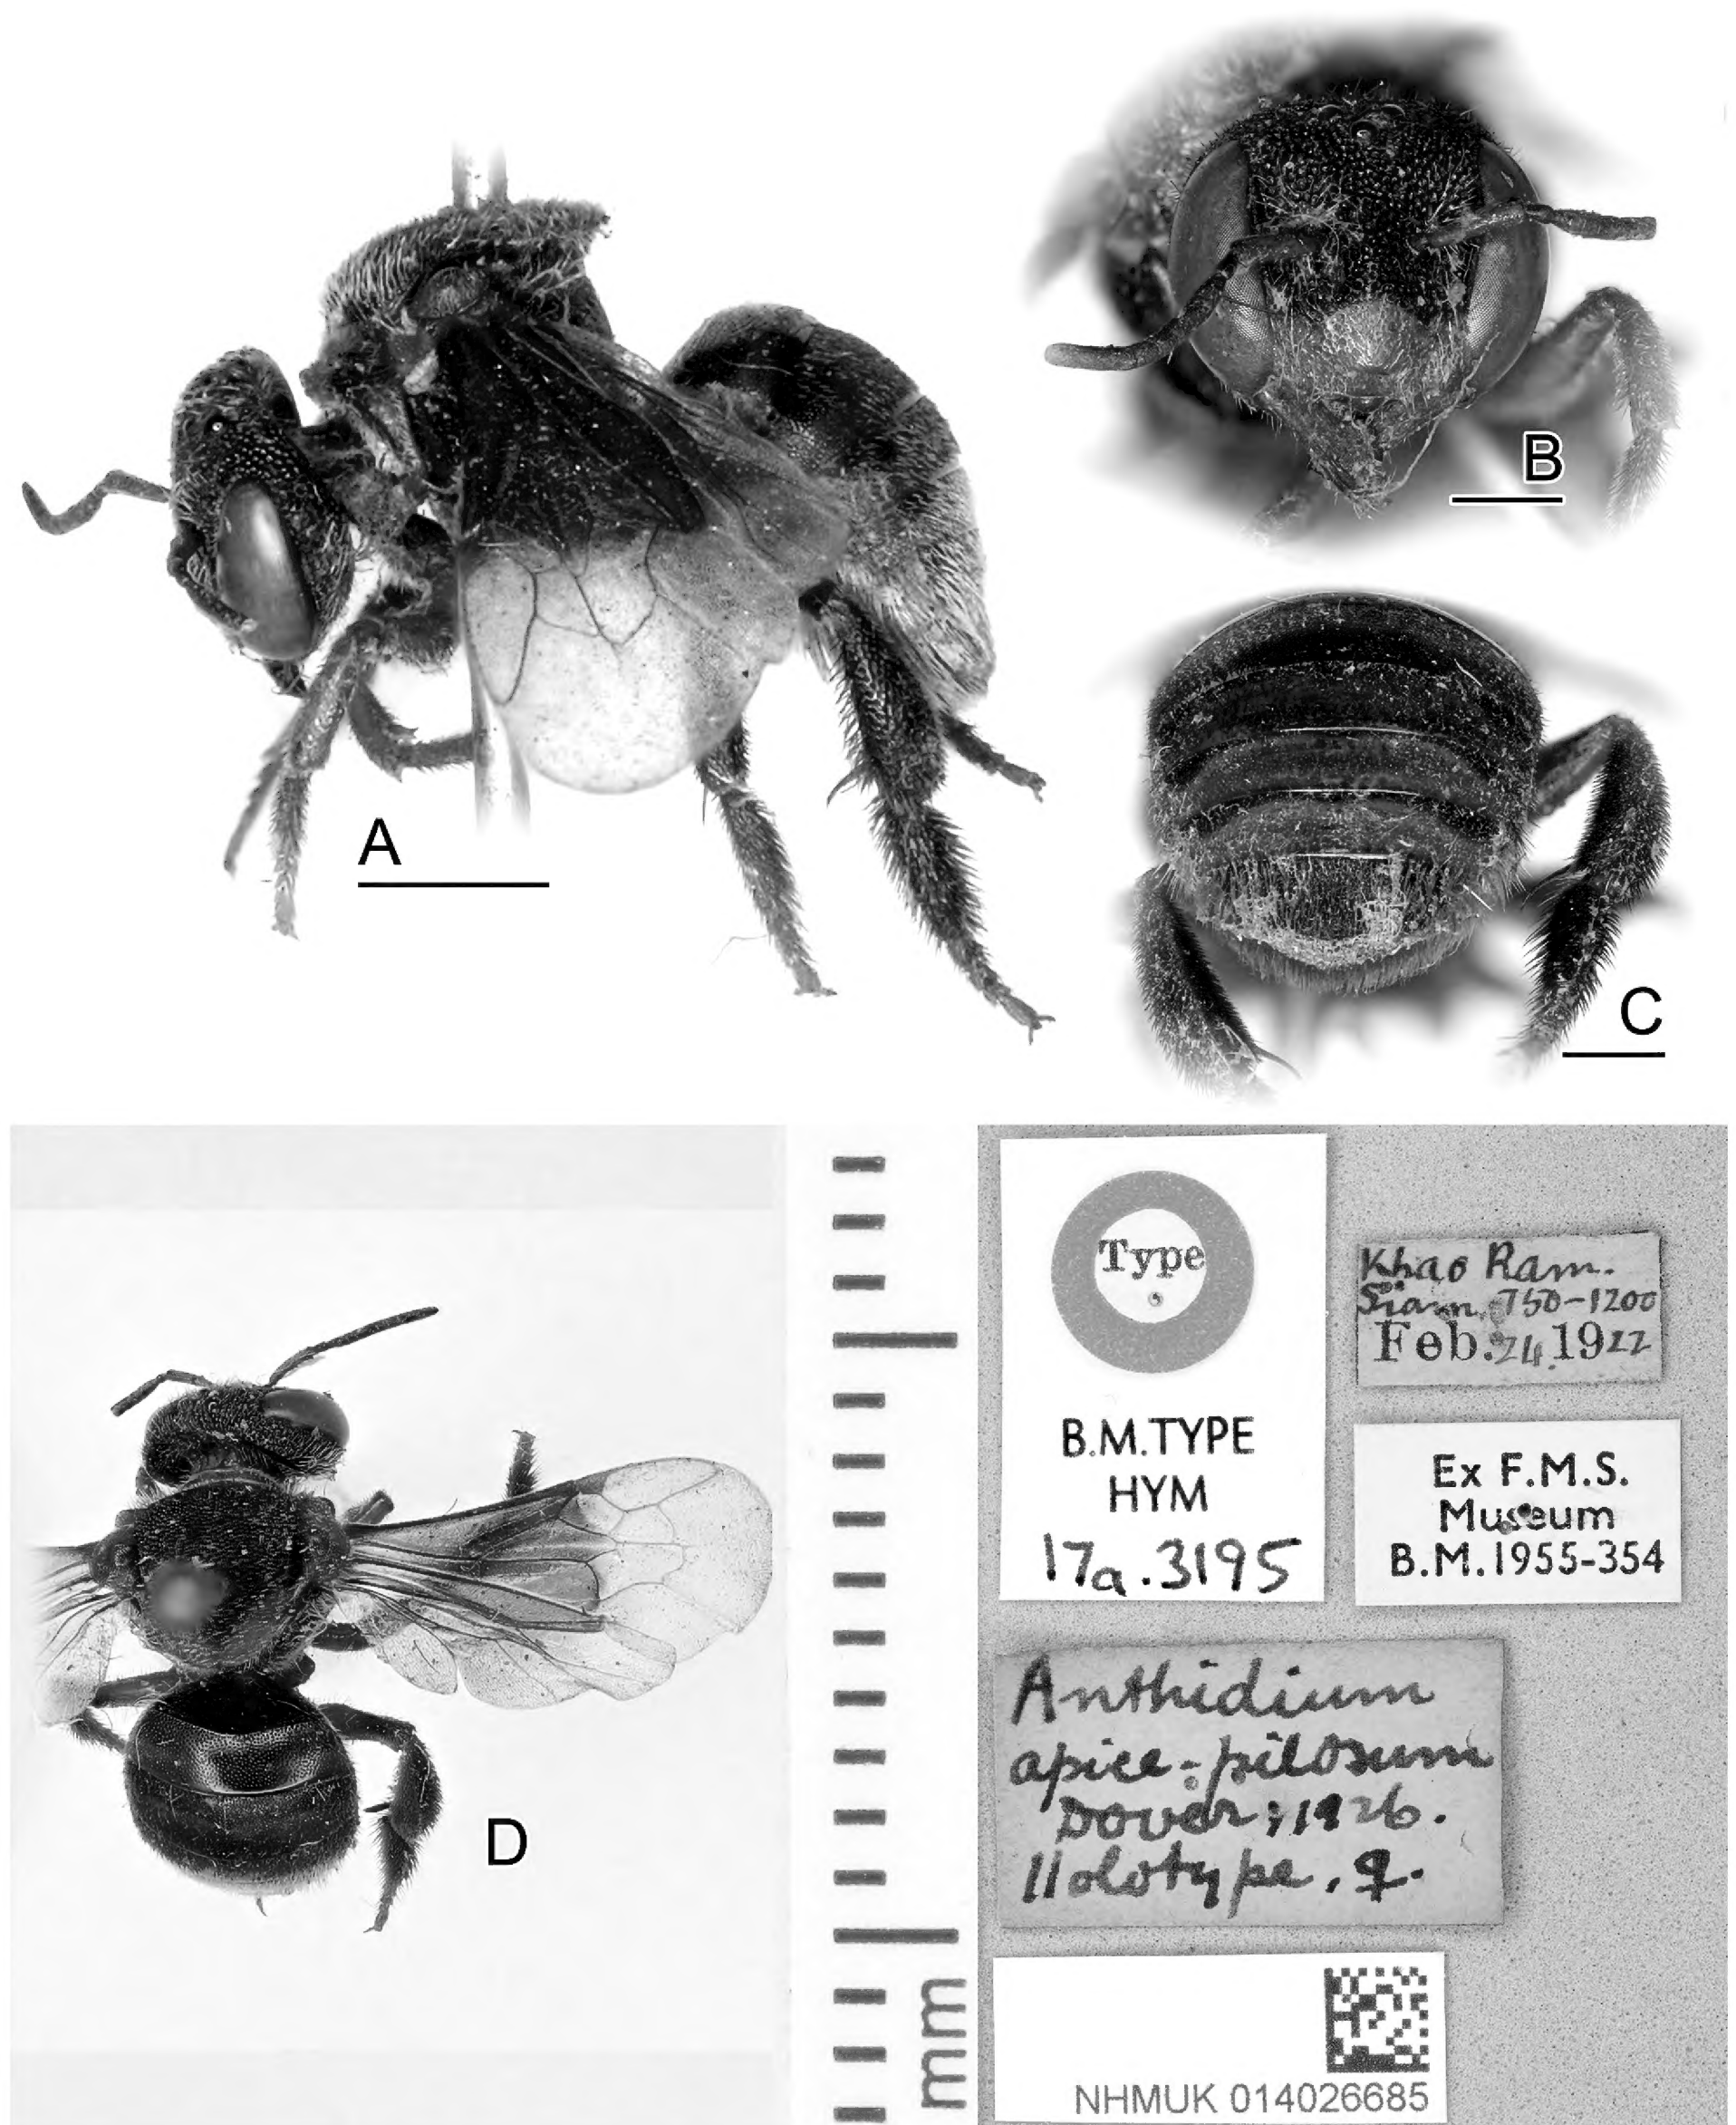 A
B
C
D
mm
Type
B.M.TYPE
HYM
17a.3195
Khao Ram.
Siam. 750-1200
Feb. 24. 1922
Ex F.M.S.
Museum
B.M.1955-354
Anthidium
apice-pilosum
Dover, 1926.
Holotype. ♀.
NHMUK 014026685